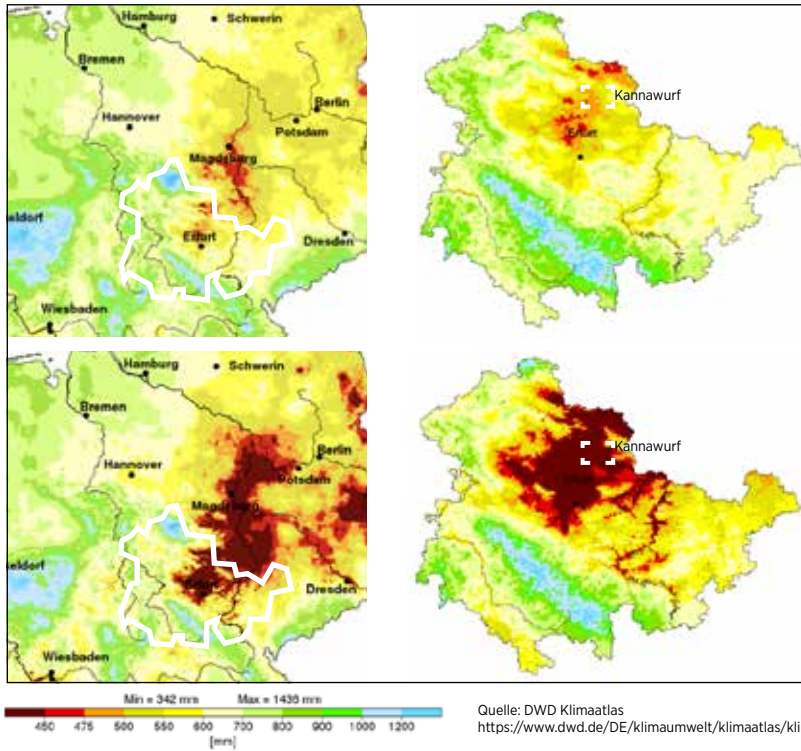 Hamburg
Schwerin
Bremen
Berlin
Hannover
Potsdam
Magdeburg
eldorf
Erfurt
Dresden
Wiesbaden
Kannawurf
Erfurt
Hamburg
Schwerin
Bremen
Berlin
Hannover
Potsdam
Magdeburg
eldorf
Erfurt
Dresden
Wiesbaden
Kannawurf
Min = 342 mm Max = 1435 mm
450 475 500 550 600 700 800 900 1000 1200
[mm]
Quelle: DWD Klimaatlas
https://www.dwd.de/DE/klimaumwelt/klimaatlas/kli